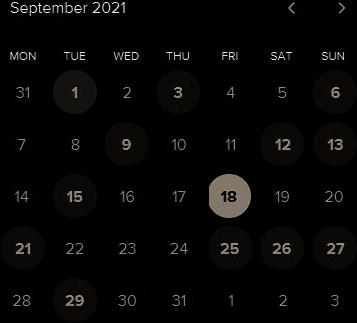 September 2021 < >
MON TUE WED THU FRI SAT SUN
31 1 2 3 4 5 6
7 8 9 10 11 12 13
14 15 16 17 18 19 20
21 22 23 24 25 26 27
28 29 30 31 1 2 3